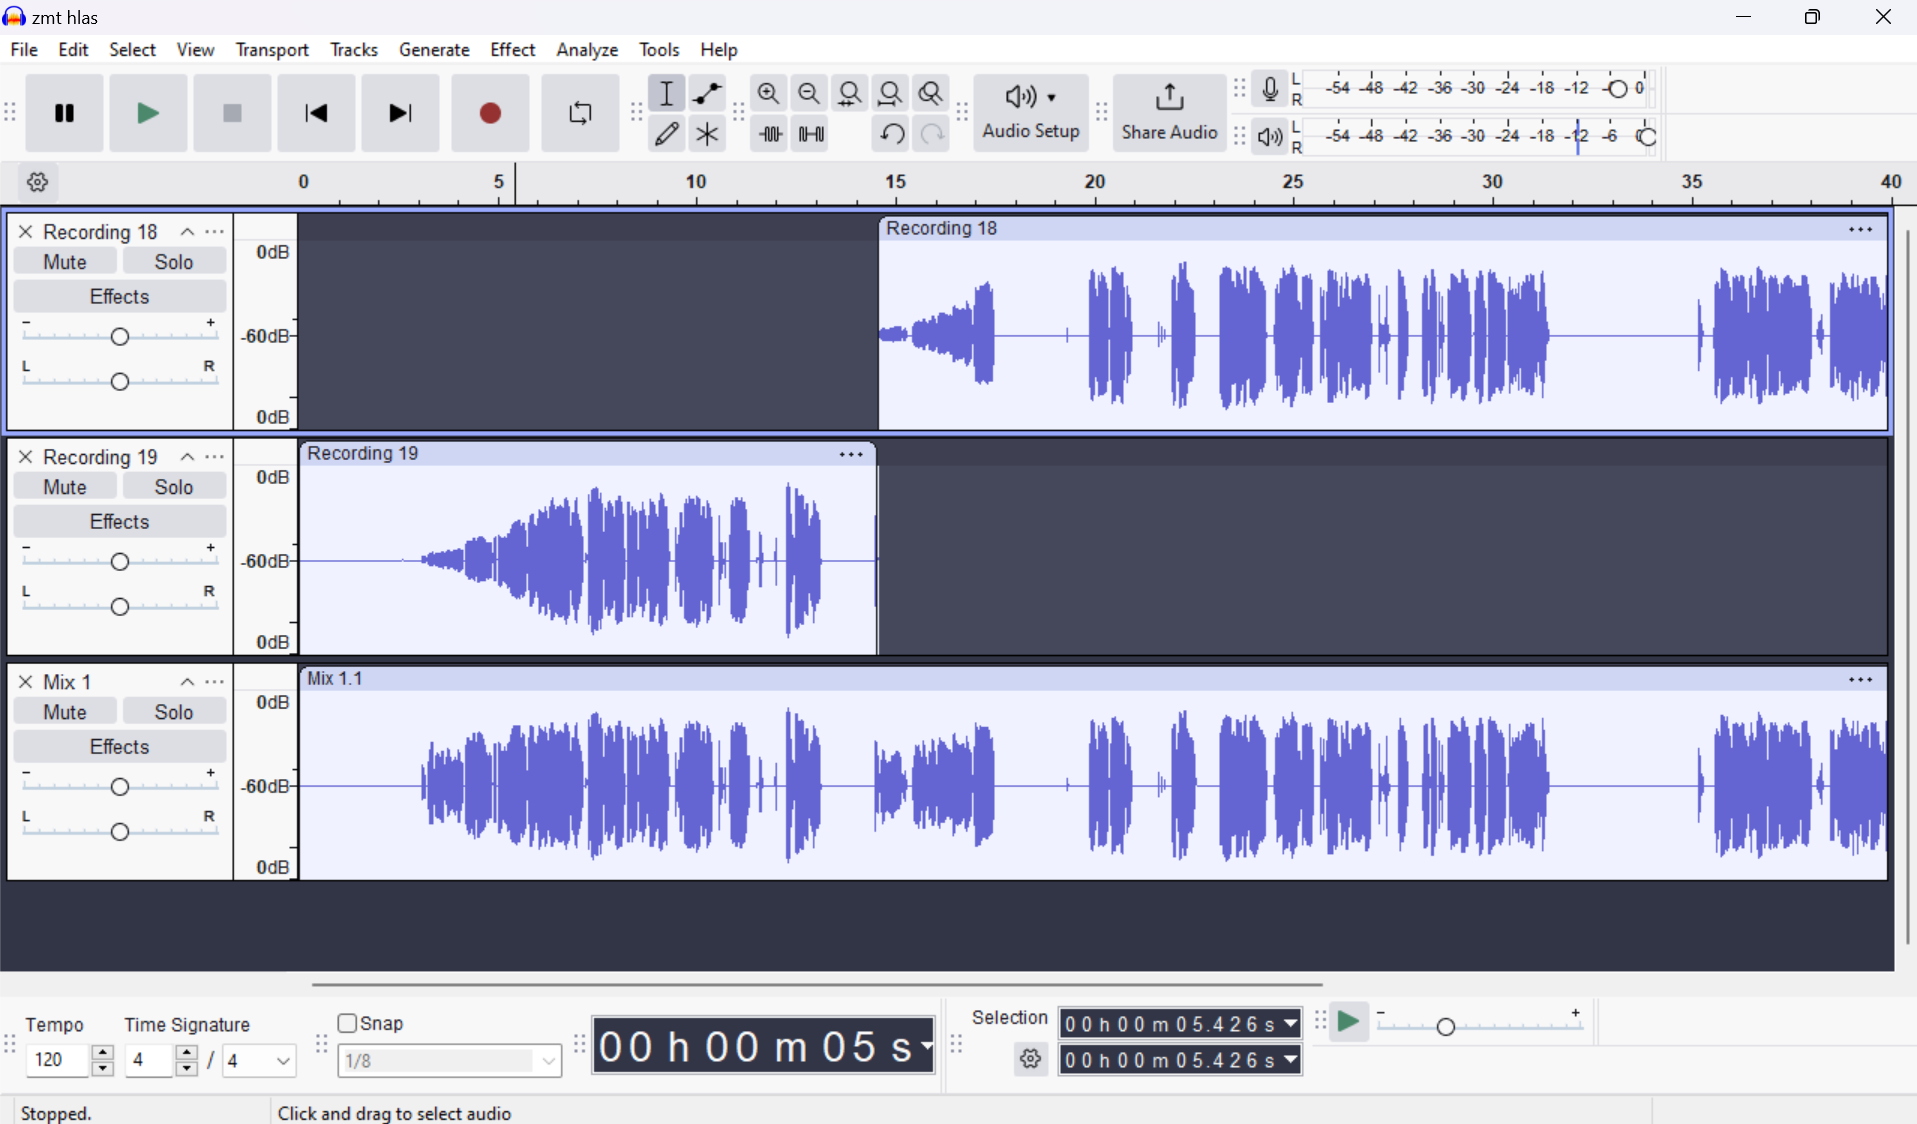 zmt hlas
File Edit Select View Transport Tracks Generate Effect Analyze Tools Help
Audio Setup
Share Audio
L
R
-54 -48 -42 -36 -30 -24 -18 -12 0
L
R
-54 -48 -42 -36 -30 -24 -18 -12 -6
0 5 10 15 20 25 30 35 40
Recording 18
Mute Solo
Effects
- +
L R
0dB
-60dB
0dB
Recording 18
Recording 19
Mute Solo
Effects
- +
L R
0dB
-60dB
0dB
Recording 19
Mix 1
Mute Solo
Effects
- +
L R
0dB
-60dB
0dB
Mix 1.1
Tempo
120
Time Signature
4 / 4
Snap
1/8
00 h 00 m 05 s
Selection
00 h 00 m 05.426 s
00 h 00 m 05.426 s
- +
Stopped.
Click and drag to select audio